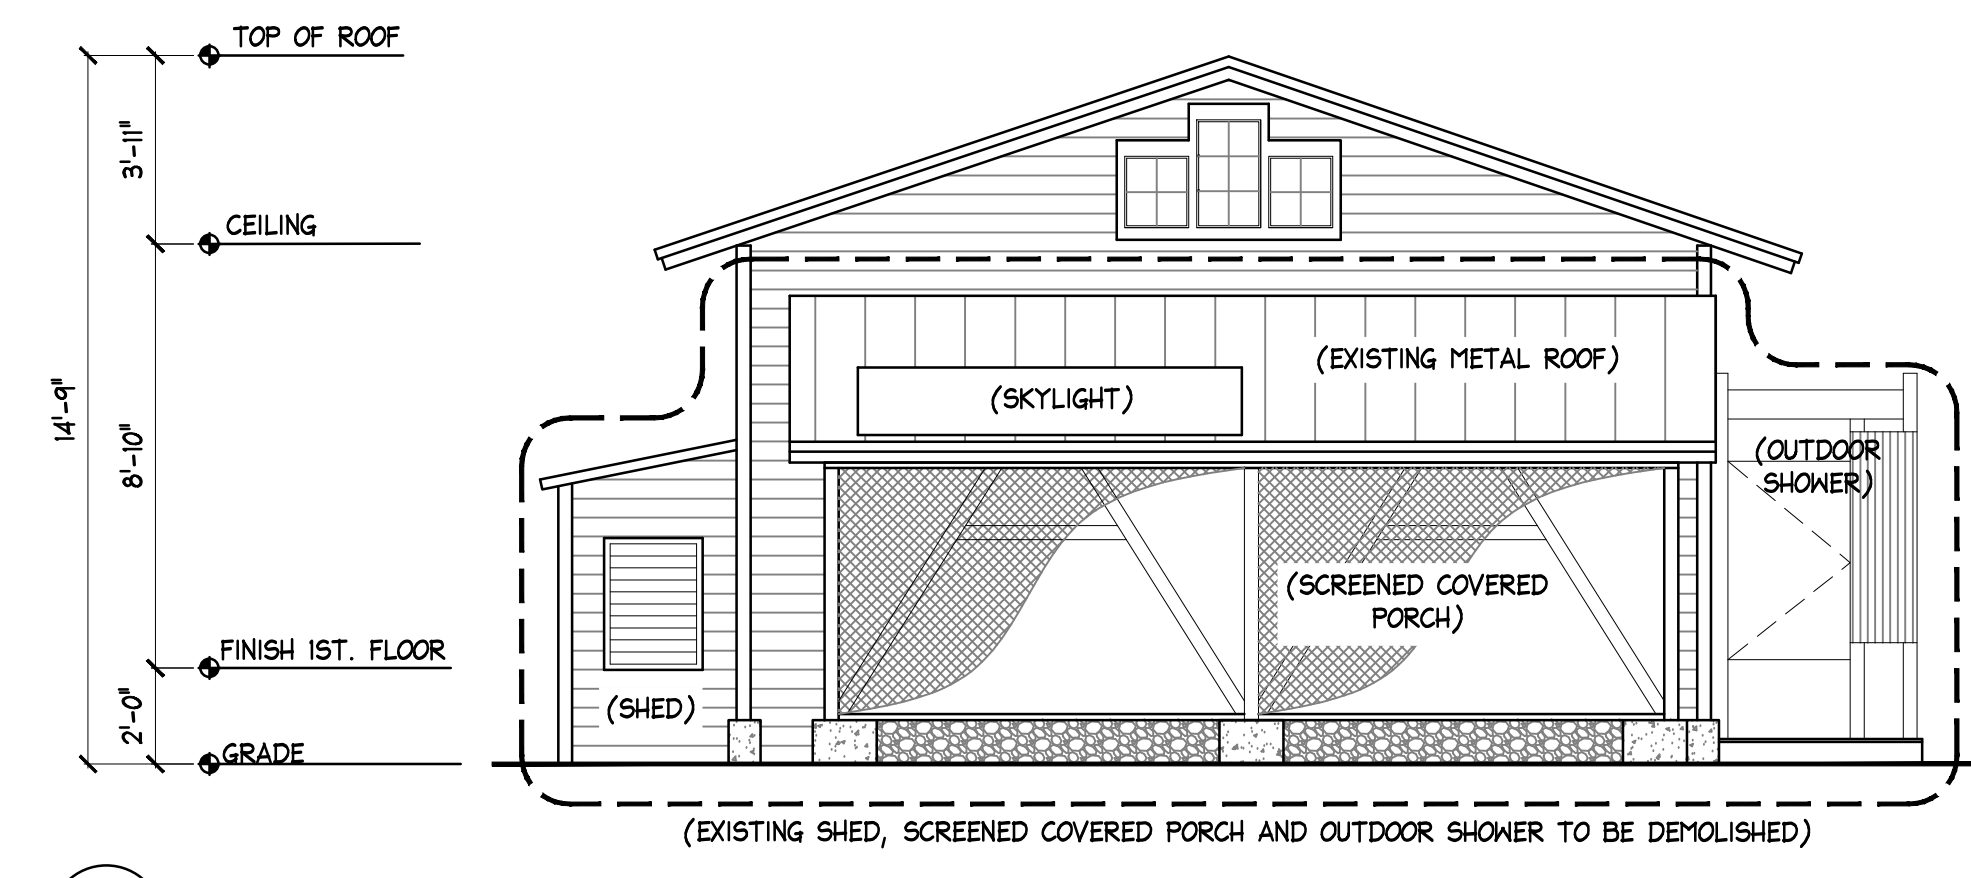 TOP OF ROOF
3'-11"
CEILING
(EXISTING METAL ROOF)
(SKYLIGHT)
14'-9"
8'-10"
(OUTDOOR
SHOWER)
(SCREENED COVERED
PORCH)
FINISH 1ST. FLOOR
(SHED)
2'-0"
GRADE
(EXISTING SHED, SCREENED COVERED PORCH AND OUTDOOR SHOWER TO BE DEMOLISHED)